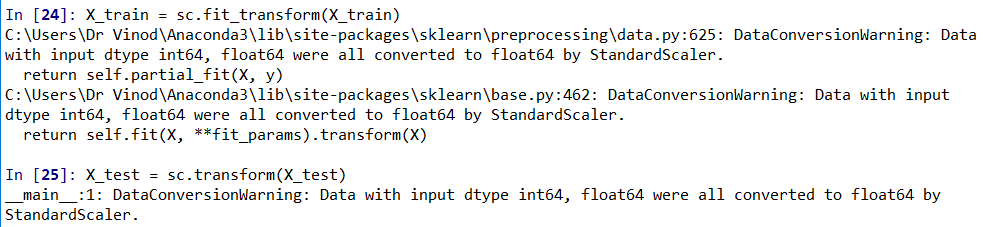 In [24]: X_train = sc.fit_transform(X_train)
C:\Users\Dr Vinod\Anaconda3\lib\site-packages\sklearn\preprocessing\data.py:625: DataConversionWarning: Data
with input dtype int64, float64 were all converted to float64 by StandardScaler.
  return self.partial_fit(X, y)
C:\Users\Dr Vinod\Anaconda3\lib\site-packages\sklearn\base.py:462: DataConversionWarning: Data with input
dtype int64, float64 were all converted to float64 by StandardScaler.
  return self.fit(X, **fit_params).transform(X)

In [25]: X_test = sc.transform(X_test)
__main__:1: DataConversionWarning: Data with input dtype int64, float64 were all converted to float64 by
StandardScaler.